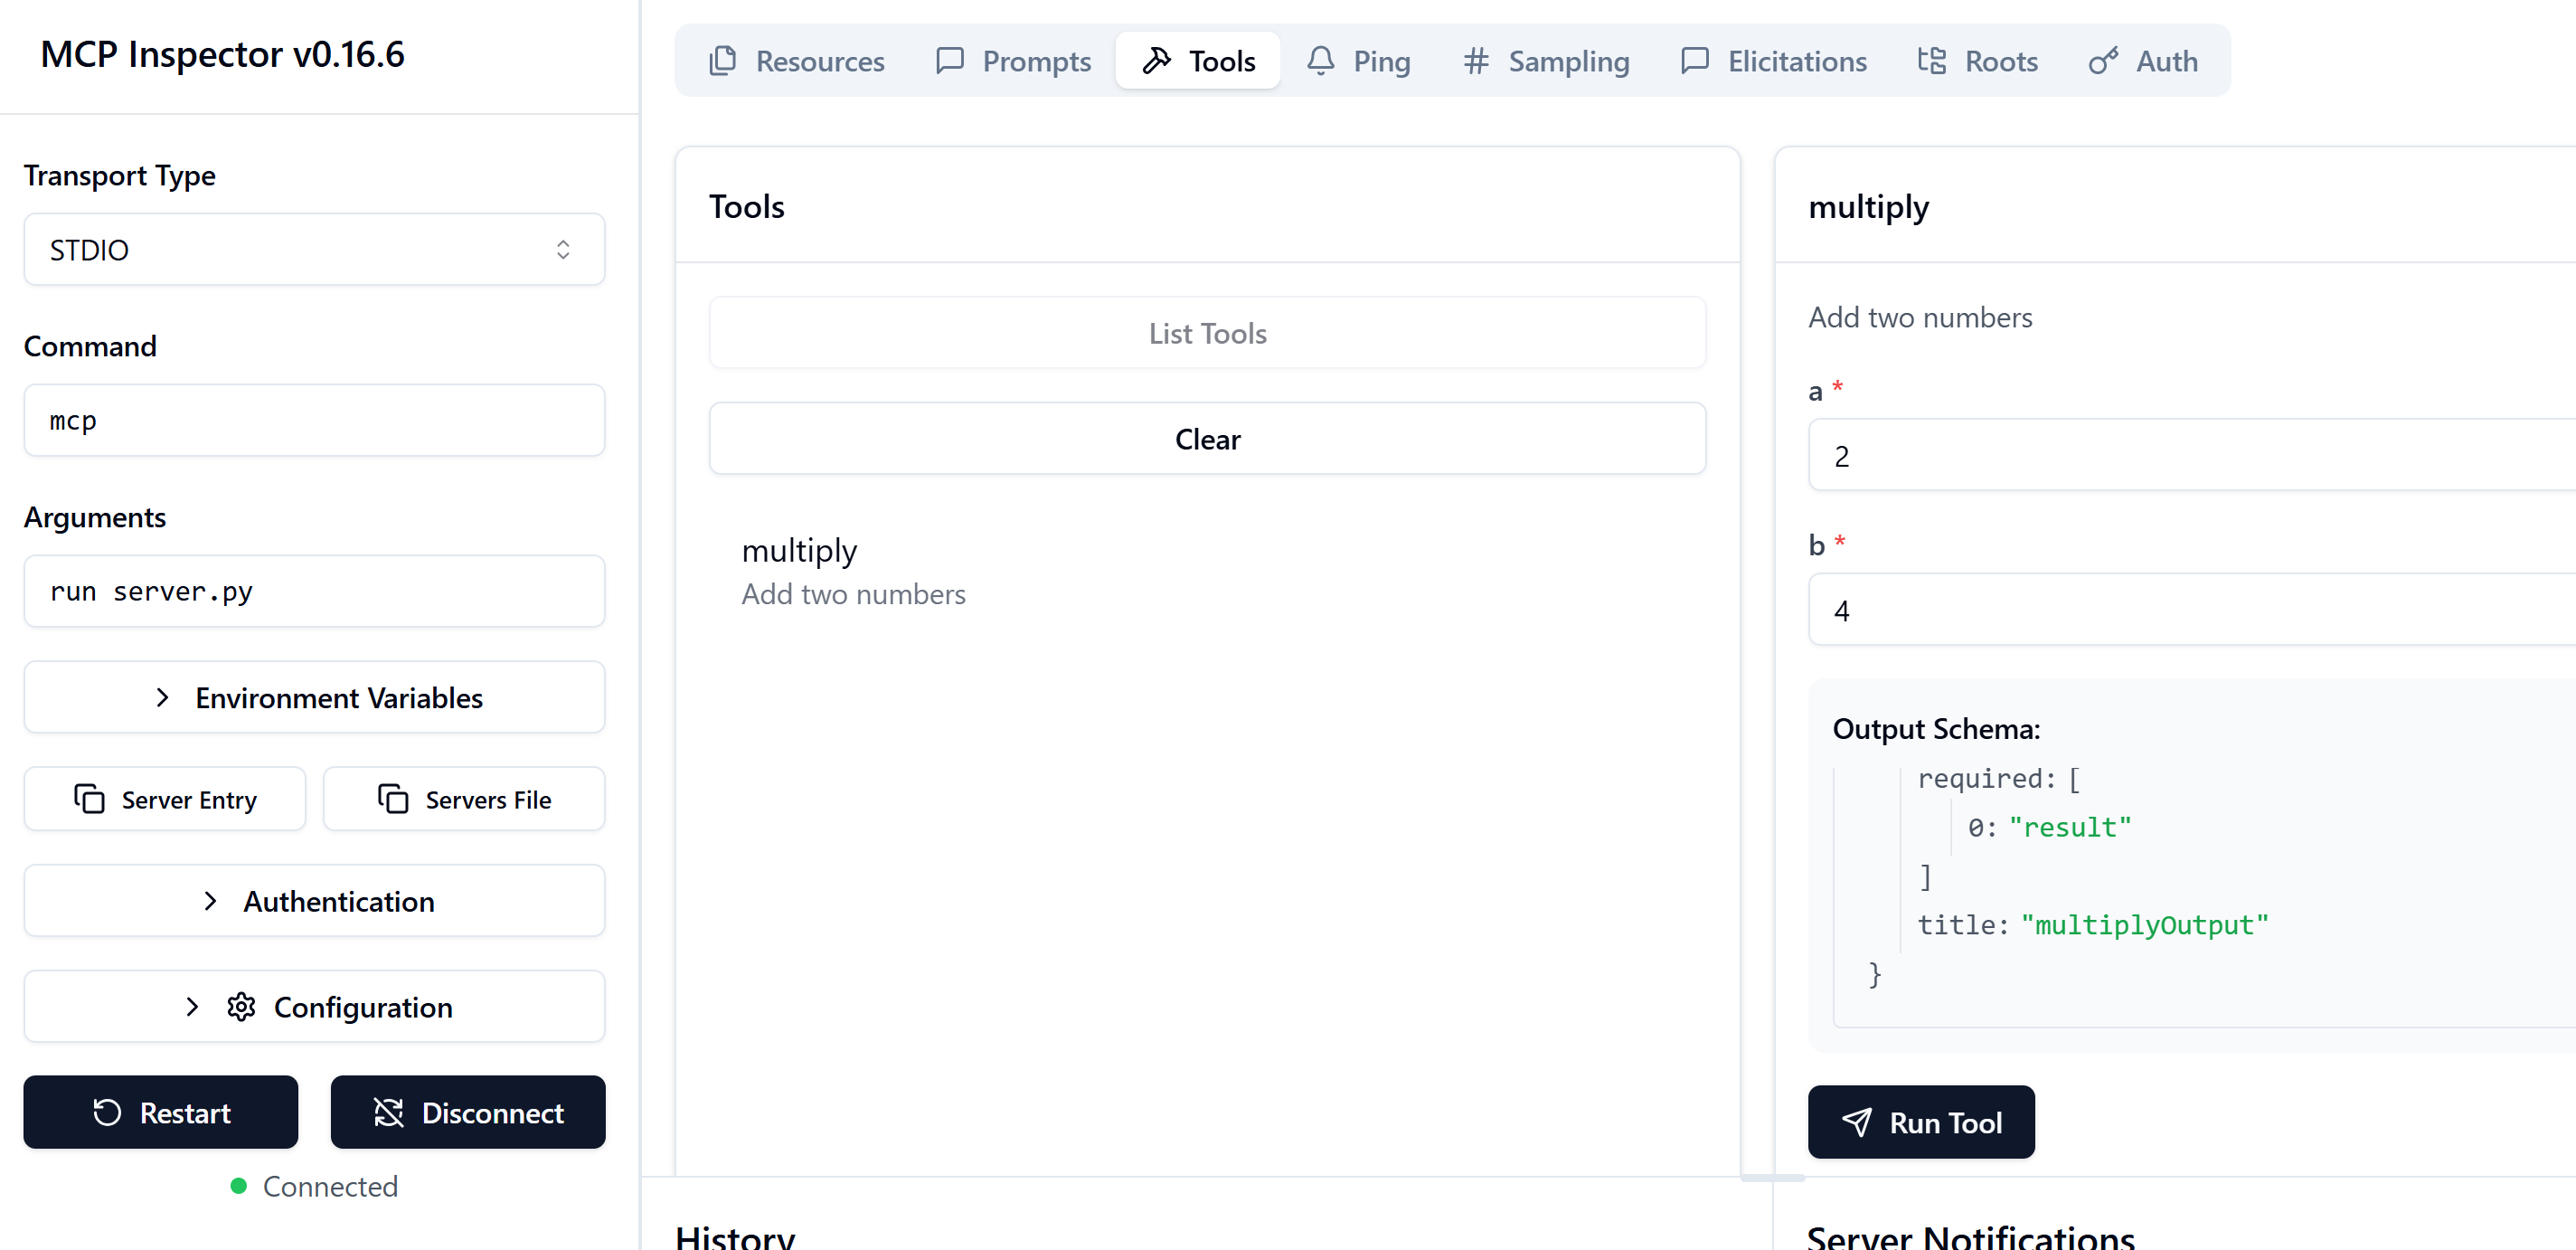 MCP Inspector v0.16.6
Transport Type
STDIO
Command
mcp
Arguments
run server.py
Environment Variables
Server Entry
Servers File
Authentication
Configuration
Restart
Disconnect
Connected
Resources
Prompts
Tools
Ping
Sampling
Elicitations
Roots
Auth
Tools
List Tools
Clear
multiply
Add two numbers
multiply
Add two numbers
a *
2
b *
4
Output Schema:
required: [
0: "result"
]
title: "multiplyOutput"
}
Run Tool
History
Server Notifications